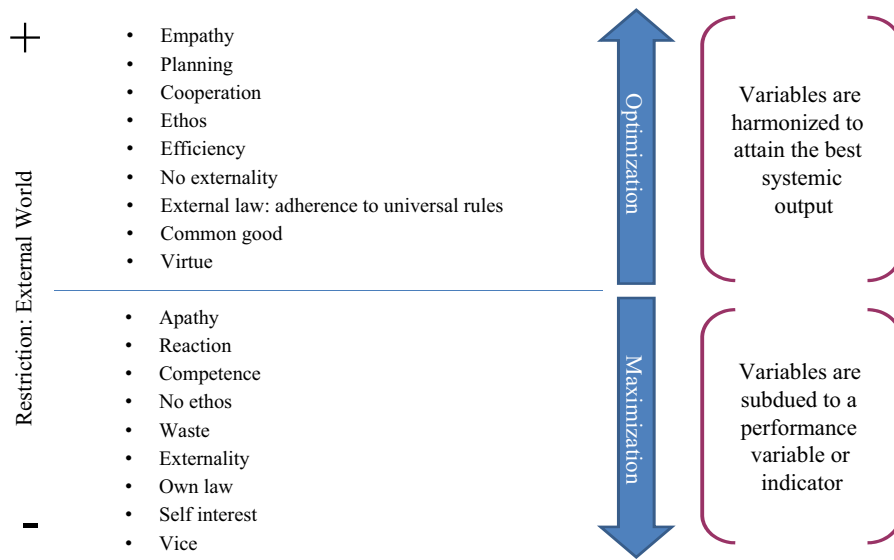 +
• Empathy
• Planning
• Cooperation
• Ethos
• Efficiency
• No externality
• External law: adherence to universal rules
• Common good
• Virtue
Restriction: External World
• Apathy
• Reaction
• Competence
• No ethos
• Waste
• Externality
• Own law
• Self interest
• Vice
-
Optimization
Maximization
Variables are
harmonized to
attain the best
systemic
output
Variables are
subdued to a
performance
variable or
indicator